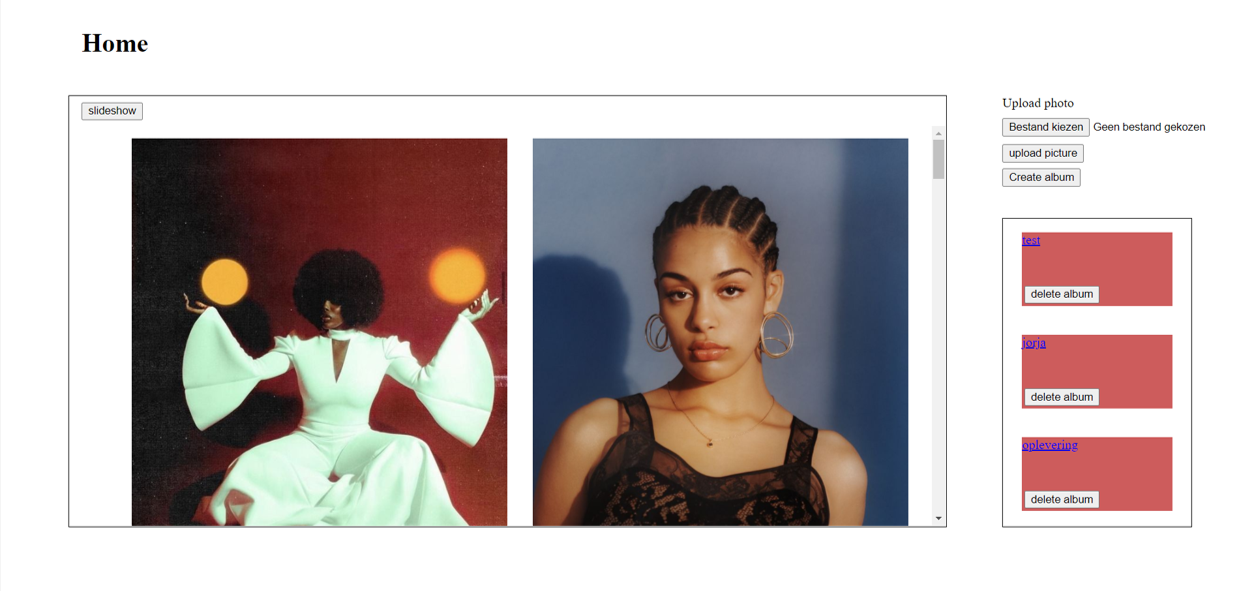 Home
slideshow
Upload photo
Bestand kiezen Geen bestand gekozen
upload picture
Create album
test
delete album
jorja
delete album
oplevering
delete album